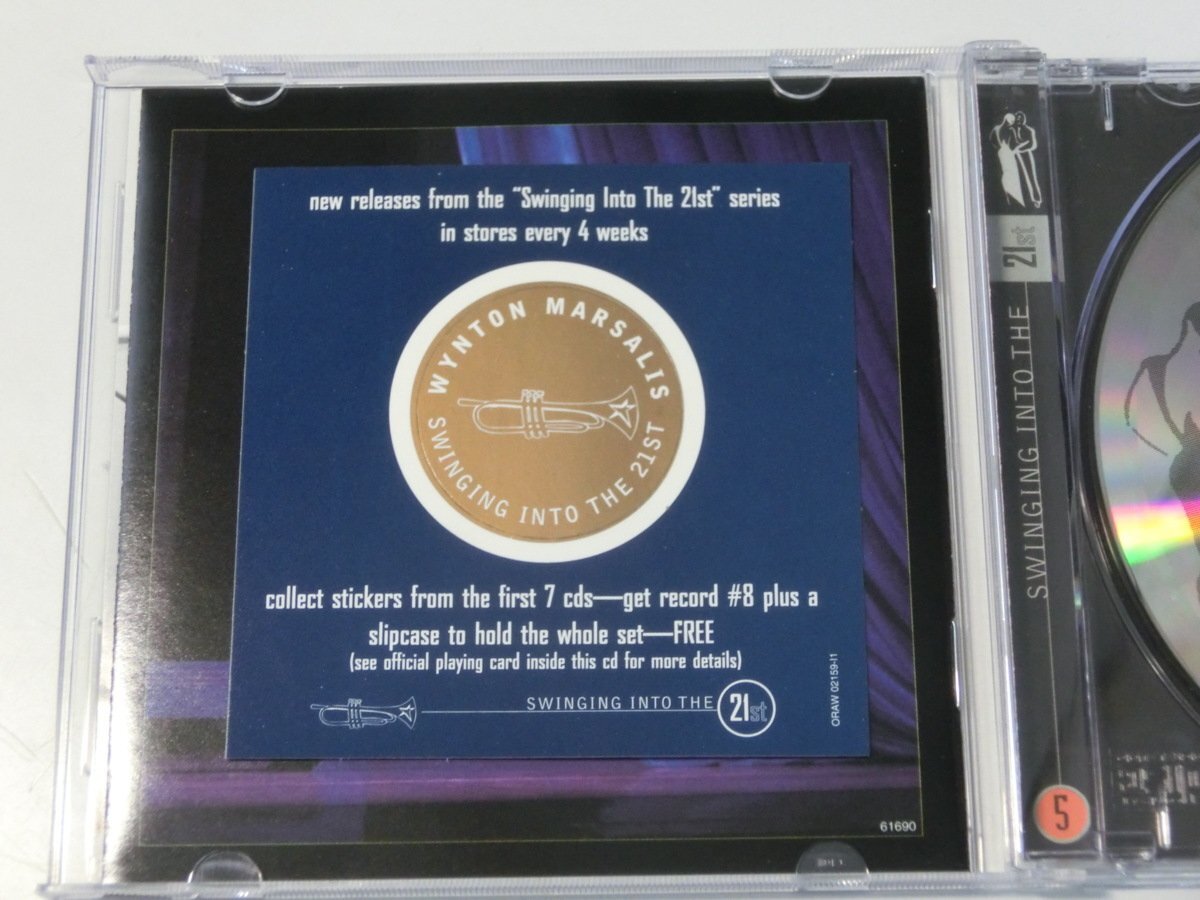 new releases from the "Swinging Into The 21st" series
in stores every 4 weeks
WYNTON MARSALIS
SWINGING INTO THE 21ST
collect stickers from the first 7 cds—get record #8 plus a
slipcase to hold the whole set—FREE
(see official playing card inside this cd for more details)
SWINGING INTO THE 21st
ORAW 02159-I1
61690
SWINGING INTO THE 21st
5